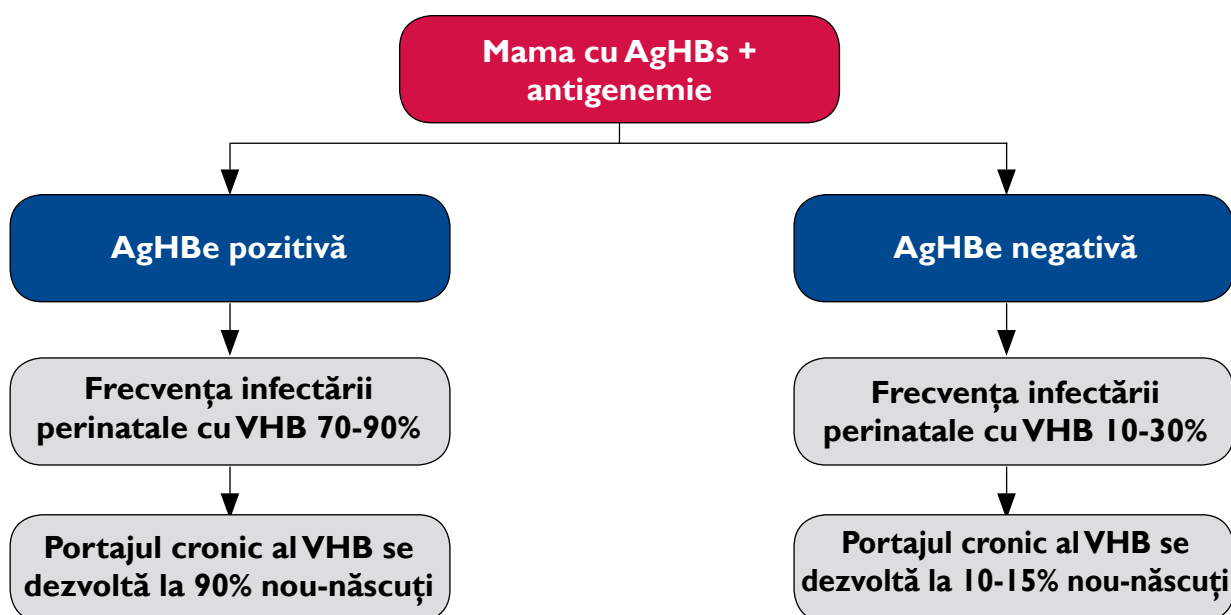 Mama cu AgHBs +
antigenemie
AgHBe pozitivă
AgHBe negativă
Frecvența infectării
perinatale cu VHB 70-90%
Frecvența infectării
perinatale cu VHB 10-30%
Portajul cronic al VHB se
dezvoltă la 90% nou-născuți
Portajul cronic al VHB se
dezvoltă la 10-15% nou-născuți